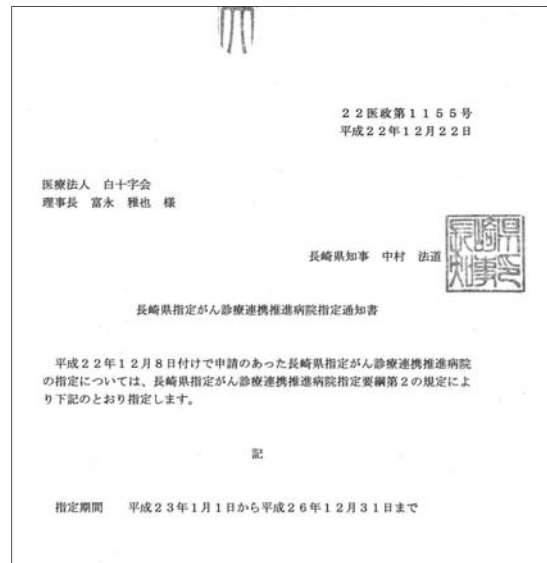 22医政第1155号
平成22年12月22日
医療法人　白十字会
理事長　富永　雅也　様
長崎県知事　中村　法道
長崎県知事印
長崎県指定がん診療連携推進病院指定通知書
平成22年12月8日付けで申請のあった長崎県指定がん診療連携推進病院
の指定については、長崎県指定がん診療連携推進病院指定要綱第2の規定によ
り下記のとおり指定します。
記
指定期間　平成23年1月1日から平成26年12月31日まで